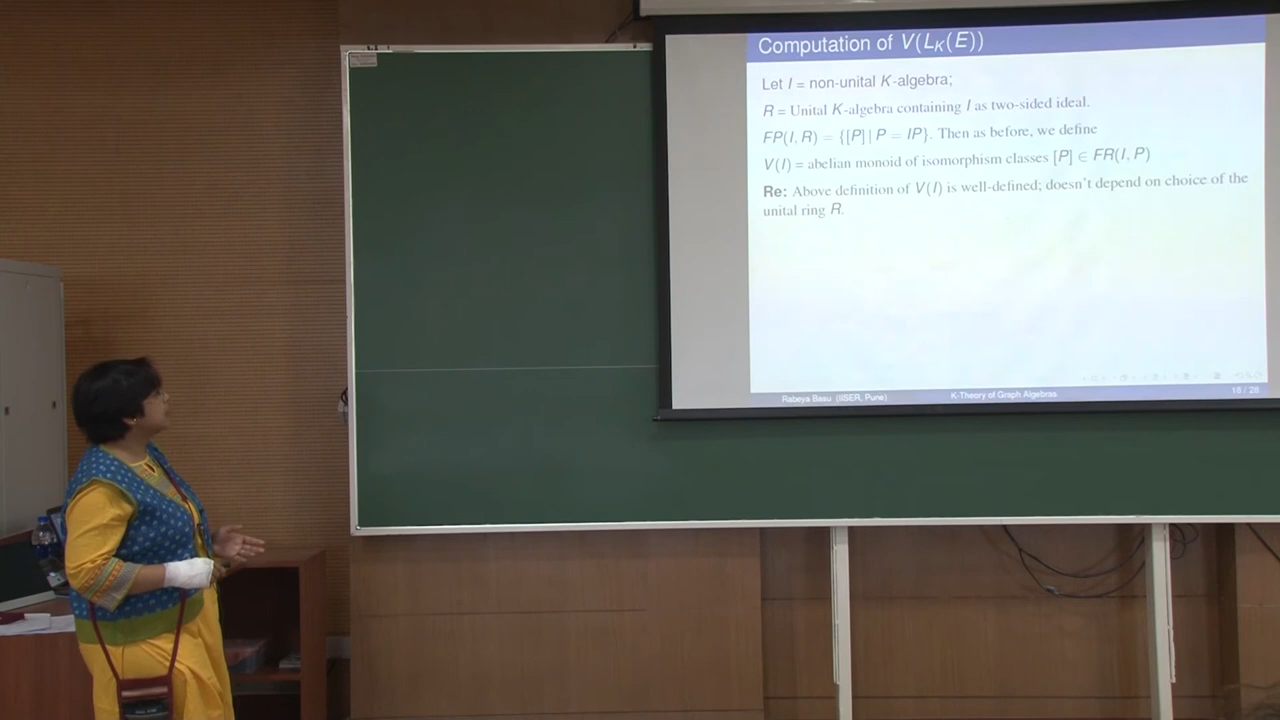 Computation of V(L_K(E))
Let I = non-unital K-algebra;
R = Unital K-algebra containing I as two-sided ideal.
FP(I, R) = {[P] | P = IP}. Then as before, we define
V(I) = abelian monoid of isomorphism classes [P] ∈ FR(I, P)
Re: Above definition of V(I) is well-defined; doesn't depend on choice of the
unital ring R.
Rabeya Basu (IISER, Pune) K-Theory of Graph Algebras 18 / 28